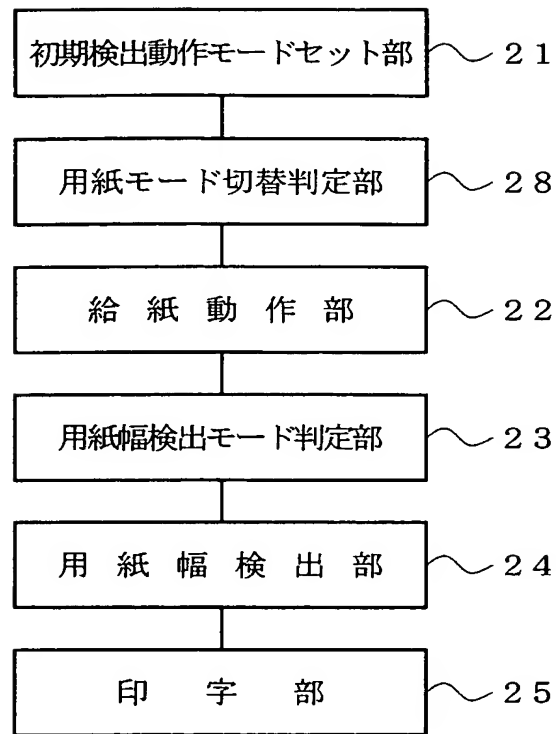 初期検出動作モードセット部 21
用紙モード切替判定部 28
給紙動作部 22
用紙幅検出モード判定部 23
用紙幅検出部 24
印字部 25